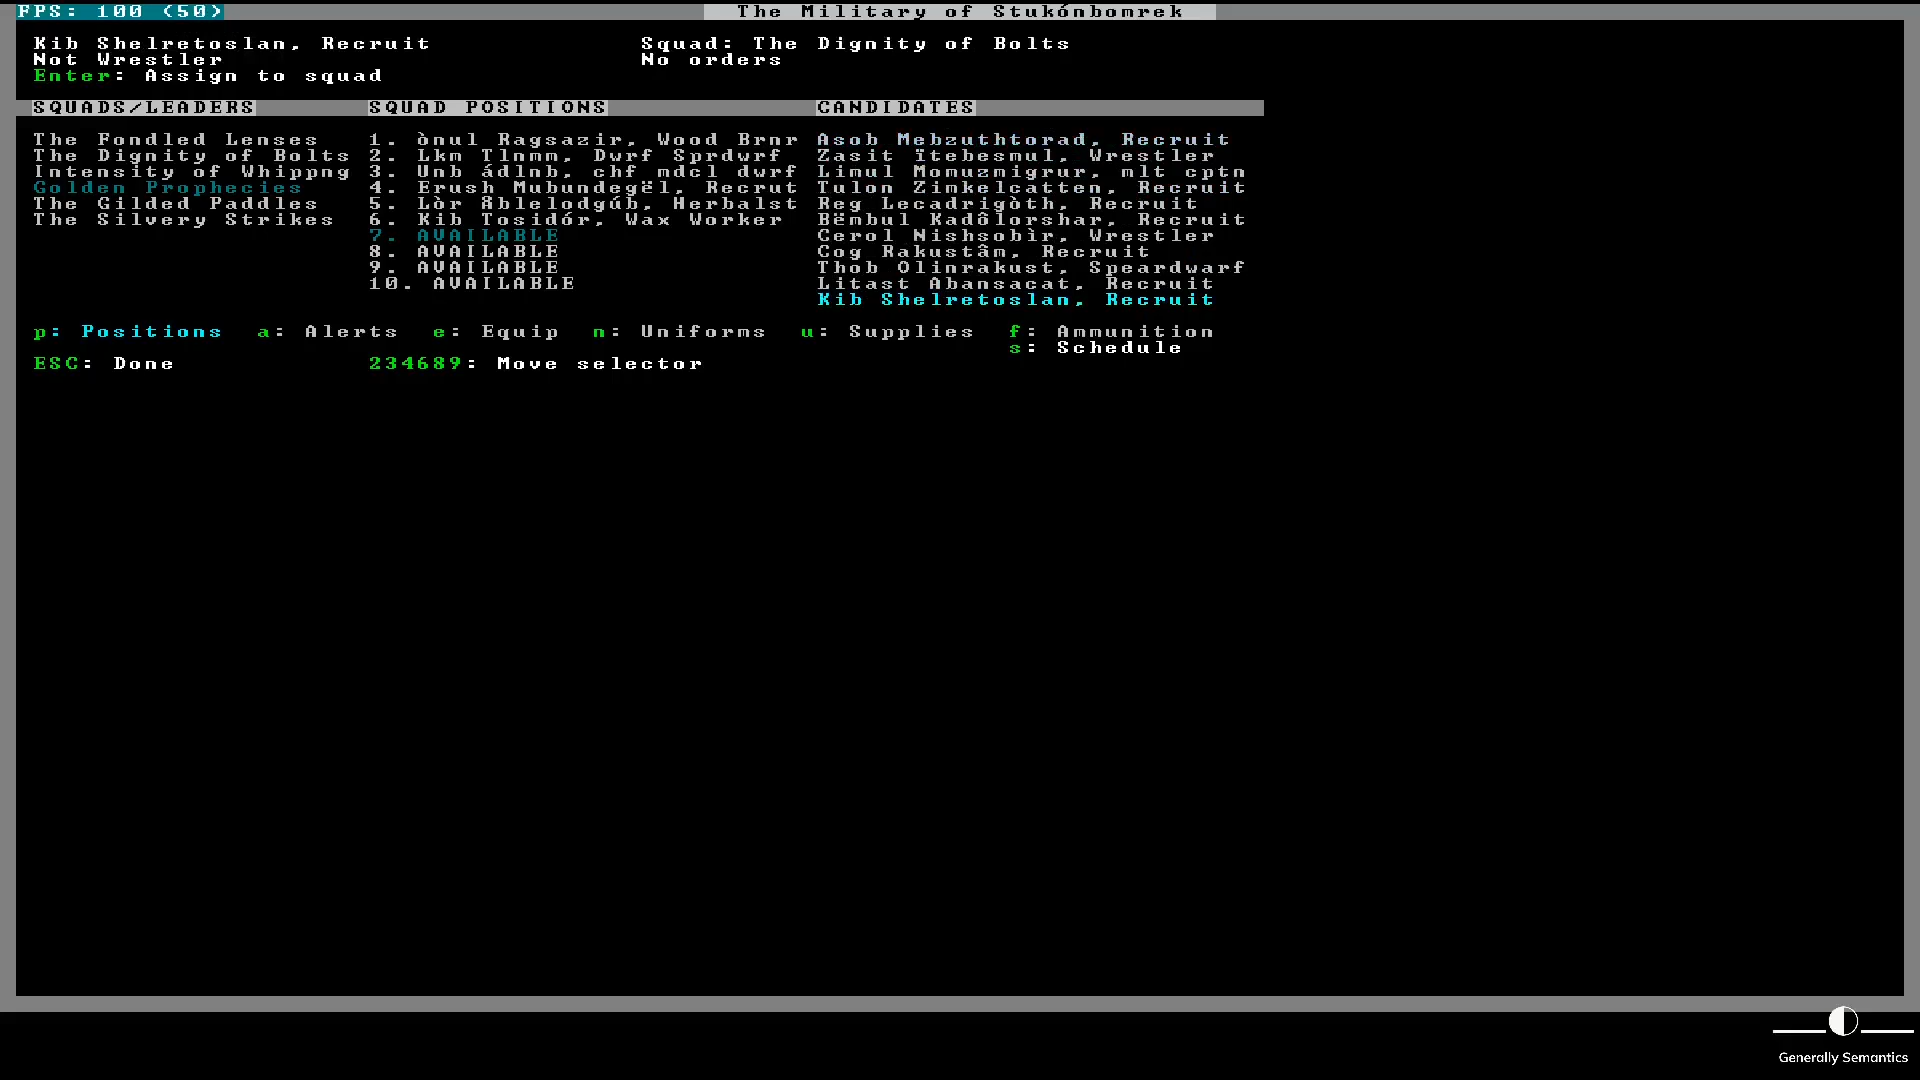 FPS: 100 (50)
The Military of Stukónbomrek
Kib Shelretoslan, Recruit
Squad: The Dignity of Bolts
Not Wrestler
No orders
Enter: Assign to squad
SQUADS/LEADERS
SQUAD POSITIONS
CANDIDATES
The Fondled Lenses
The Dignity of Bolts
Intensity of Whippng
Golden Prophecies
The Gilded Paddles
The Silvery Strikes
1. ònul Ragsazir, Wood Brnr
2. Lkm Tlnmm, Dwrf Sprdwrf
3. Unb ádlnb, chf mdcl dwrf
4. Erush Mubundegël, Recrut
5. Lòr Åblelodgúb, Herbalst
6. Kib Tosidór, Wax Worker
7. AVAILABLE
8. AVAILABLE
9. AVAILABLE
10. AVAILABLE
Asob Mebzuthtorad, Recruit
Zasit ïtebesmul, Wrestler
Limul Momuzmigrur, mlt cptn
Tulon Zimkelcatten, Recruit
Reg Lecadrigòth, Recruit
Bëmbul Kadôlorshar, Recruit
Cerol Nishsobìr, Wrestler
Cog Rakustâm, Recruit
Thob Olinrakust, Speardwarf
Litast Abansacat, Recruit
Kib Shelretoslan, Recruit
p: Positions a: Alerts e: Equip n: Uniforms u: Supplies f: Ammunition
s: Schedule
ESC: Done 234689: Move selector
Generally Semantics